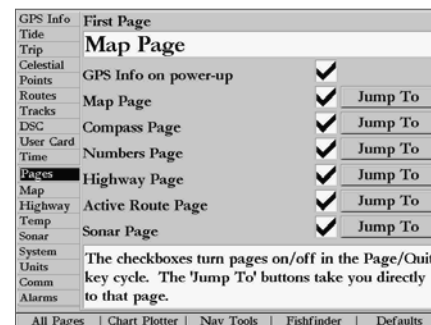 GPS Info
Tide
Trip
Celestial
Points
Routes
Tracks
DSC
User Card
Time
Pages
Map
Highway
Temp
Sonar
System
Units
Comm
Alarms
First Page
Map Page
GPS Info on power-up
Map Page Jump To
Compass Page Jump To
Numbers Page Jump To
Highway Page Jump To
Active Route Page Jump To
Sonar Page Jump To
The checkboxes turn pages on/off in the Page/Quit
key cycle. The 'Jump To' buttons take you directly
to that page.
All Pages | Chart Plotter | Nav Tools | Fishfinder | Defaults